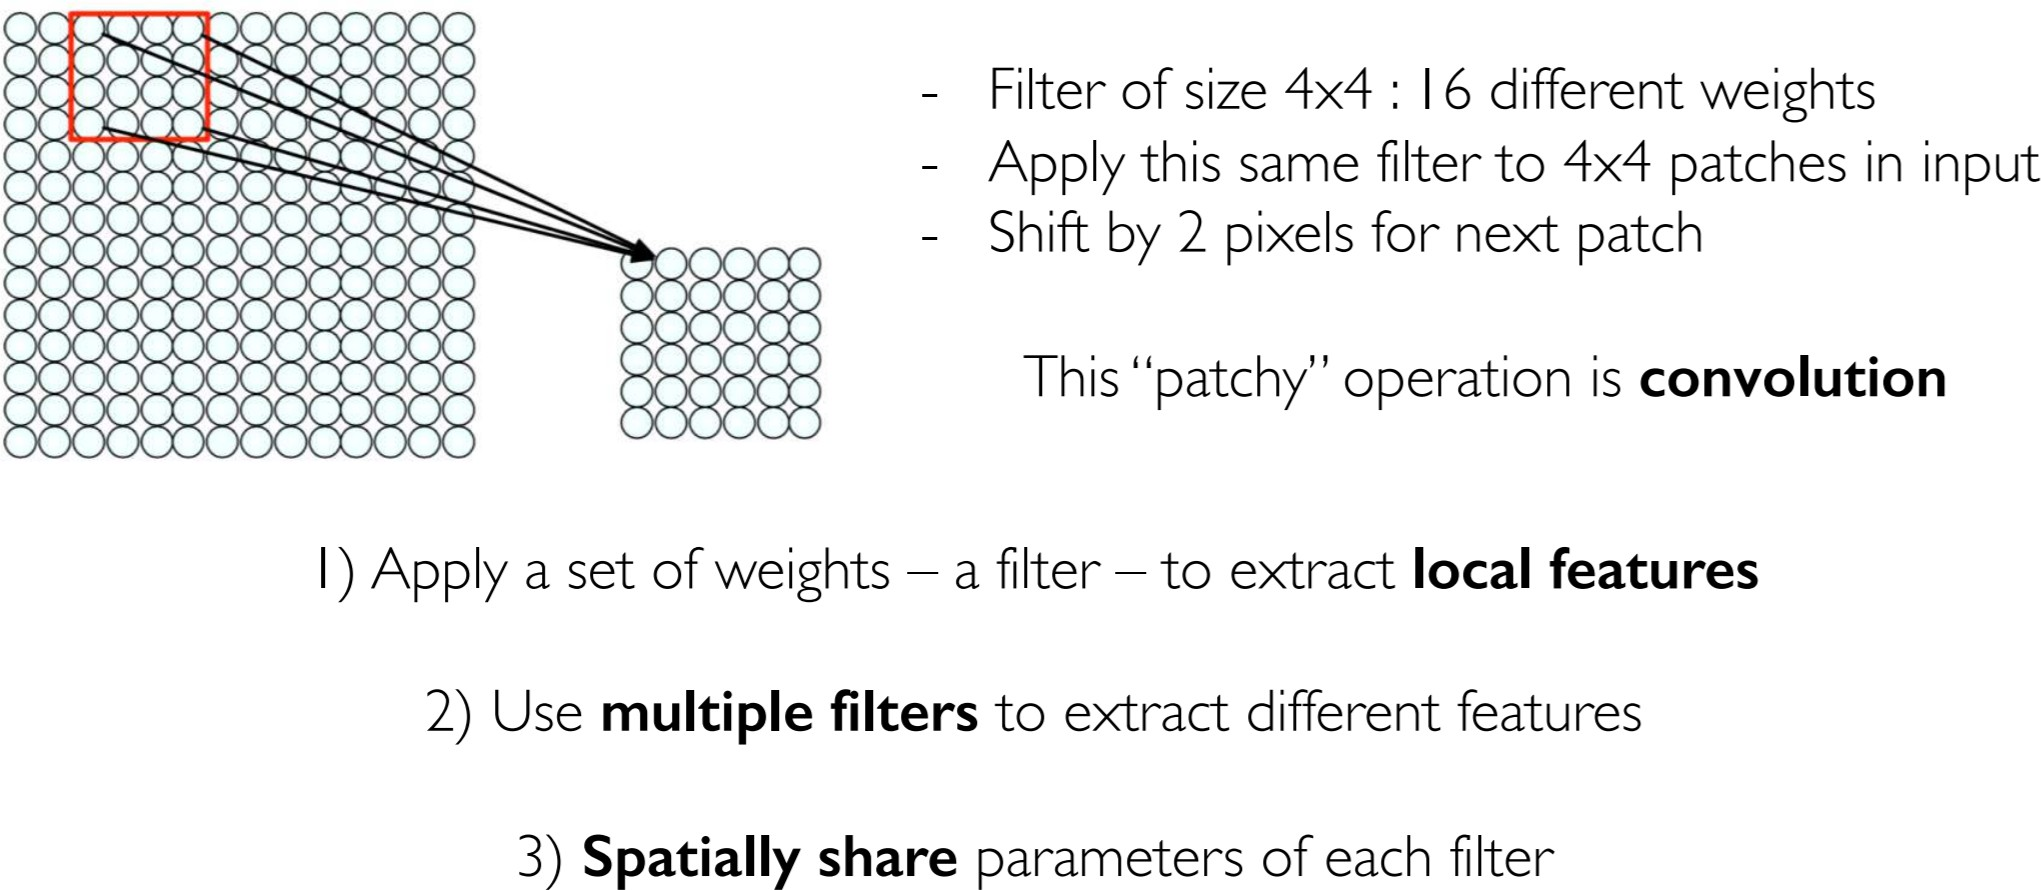 - Filter of size 4x4 : 16 different weights
- Apply this same filter to 4x4 patches in input
- Shift by 2 pixels for next patch
This “patchy” operation is convolution
1) Apply a set of weights – a filter – to extract local features
2) Use multiple filters to extract different features
3) Spatially share parameters of each filter